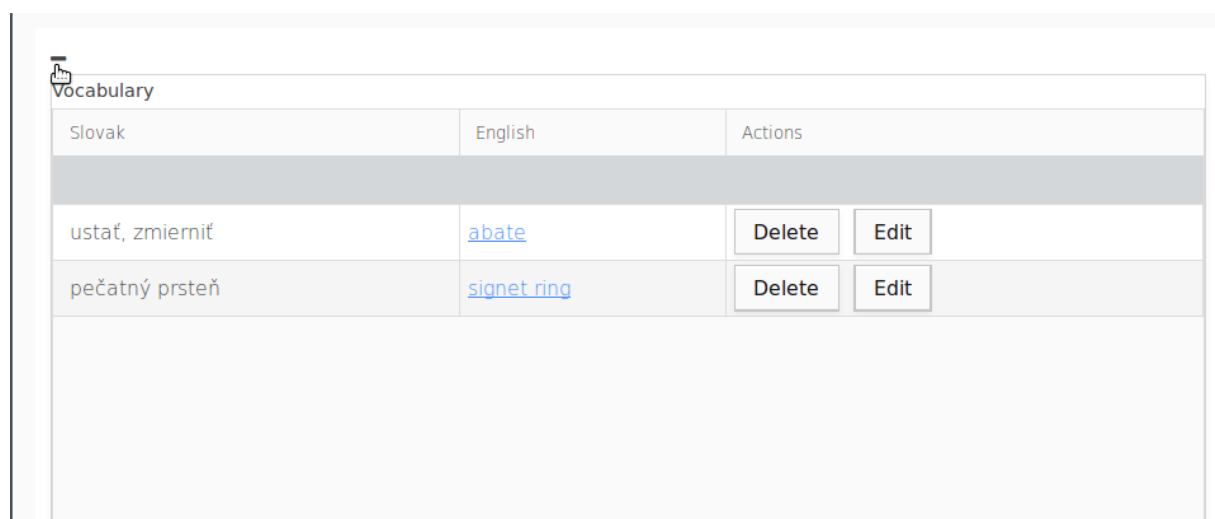 Vocabulary
Slovak English Actions
ustať, zmierniť abate Delete Edit
pečatný prsteň signet ring Delete Edit